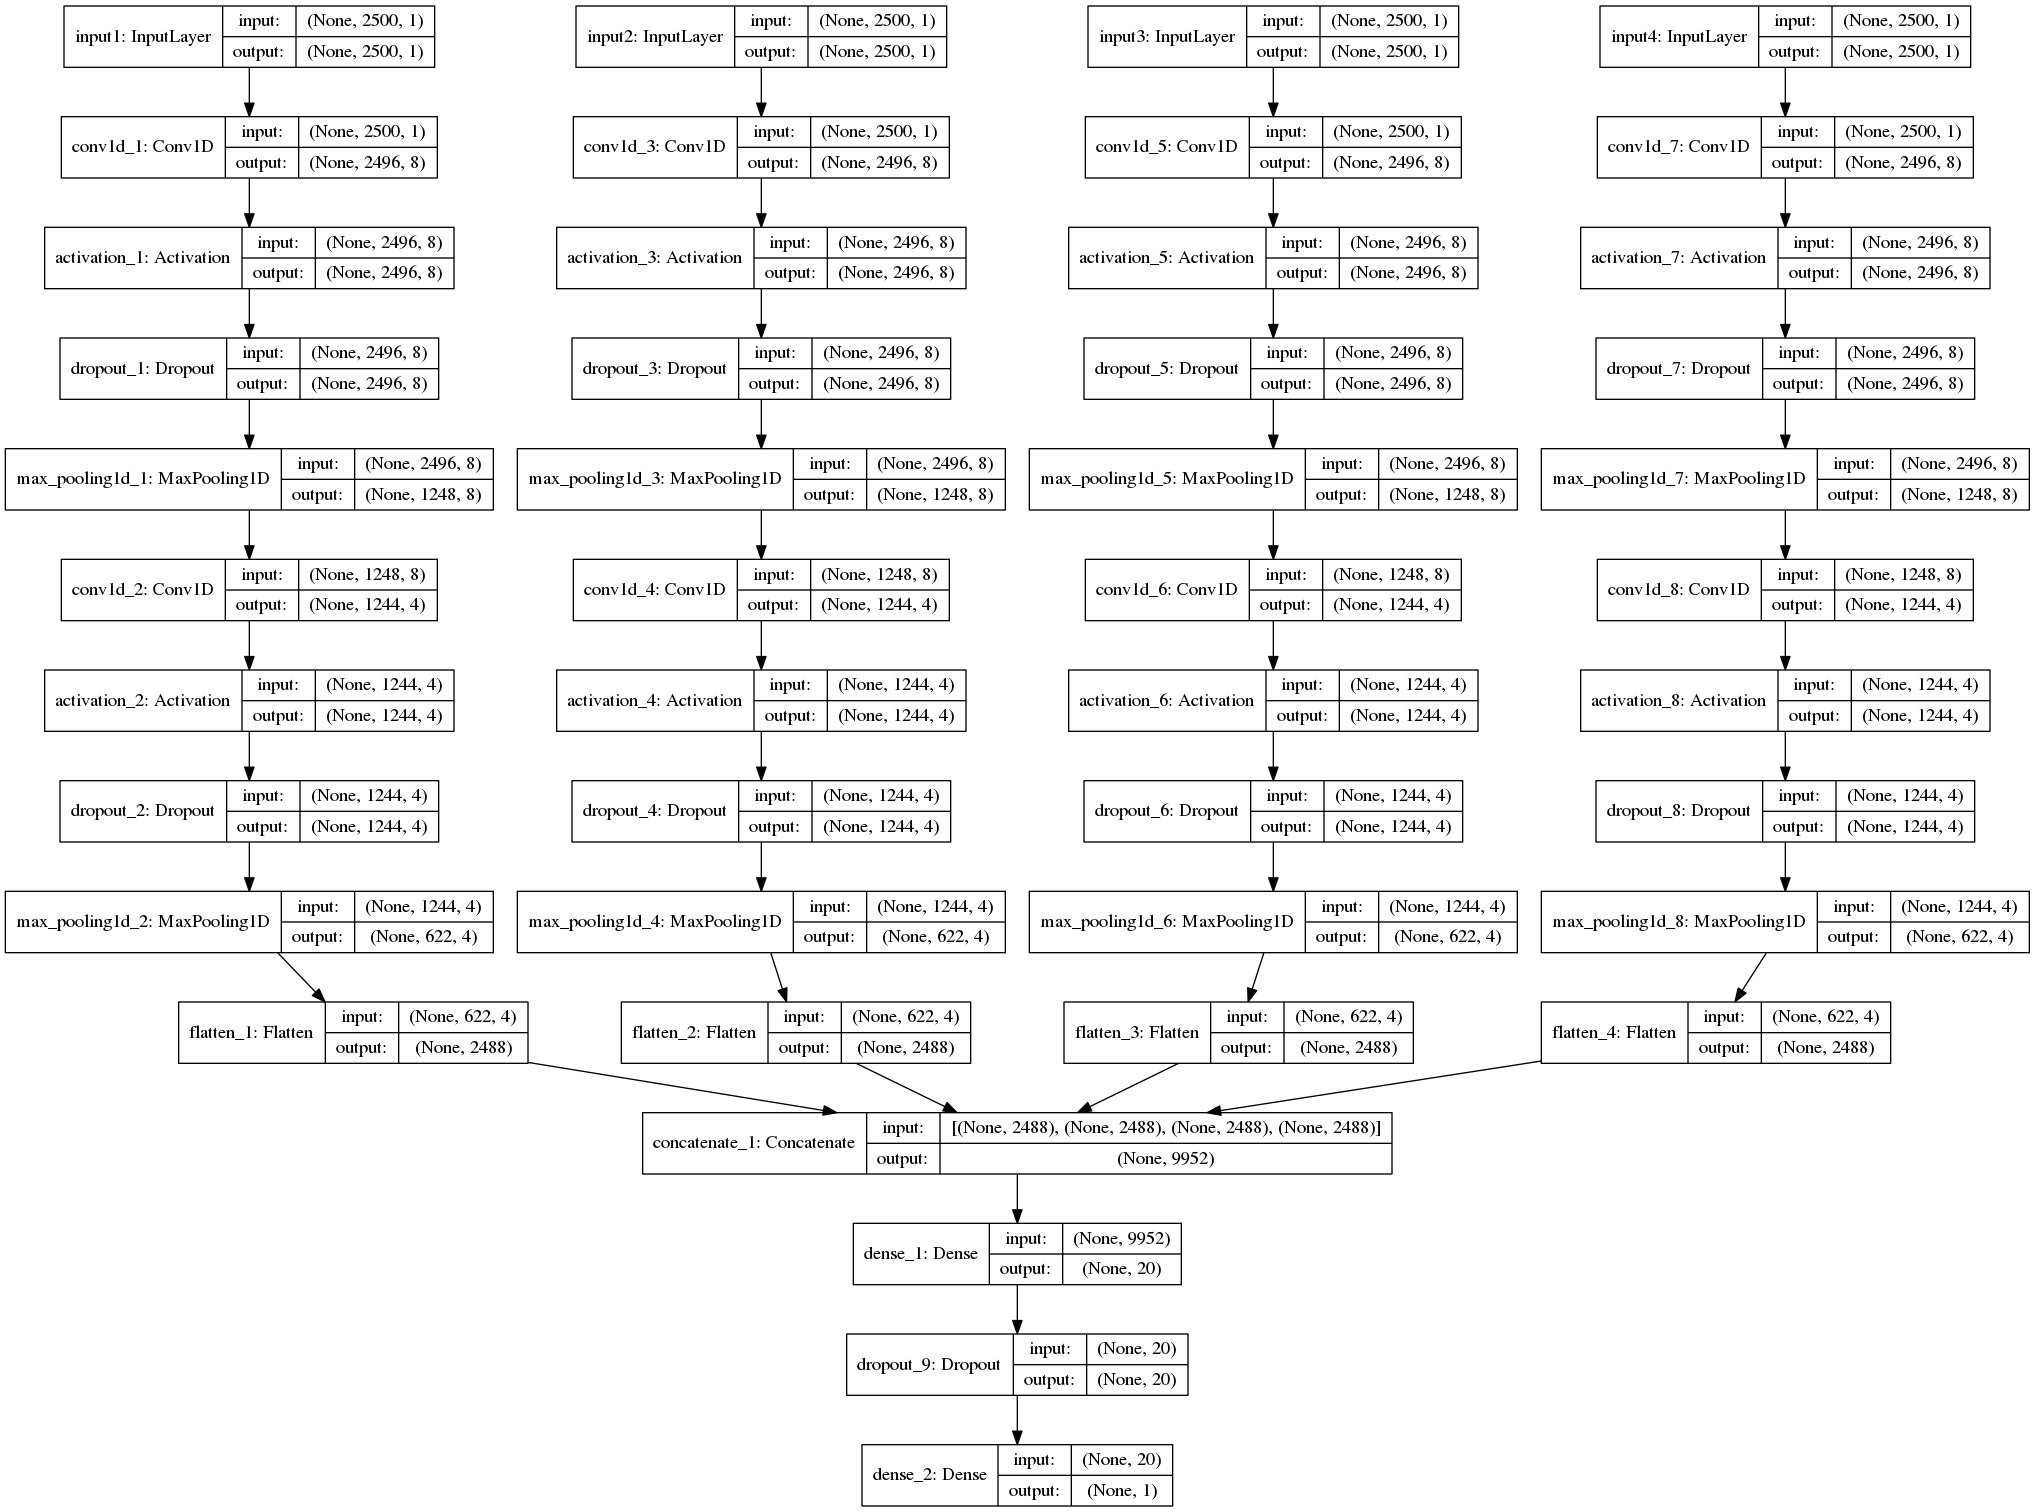 input1: InputLayer input: (None, 2500, 1) output: (None, 2500, 1)
input2: InputLayer input: (None, 2500, 1) output: (None, 2500, 1)
input3: InputLayer input: (None, 2500, 1) output: (None, 2500, 1)
input4: InputLayer input: (None, 2500, 1) output: (None, 2500, 1)
conv1d_1: Conv1D input: (None, 2500, 1) output: (None, 2496, 8)
conv1d_3: Conv1D input: (None, 2500, 1) output: (None, 2496, 8)
conv1d_5: Conv1D input: (None, 2500, 1) output: (None, 2496, 8)
conv1d_7: Conv1D input: (None, 2500, 1) output: (None, 2496, 8)
activation_1: Activation input: (None, 2496, 8) output: (None, 2496, 8)
activation_3: Activation input: (None, 2496, 8) output: (None, 2496, 8)
activation_5: Activation input: (None, 2496, 8) output: (None, 2496, 8)
activation_7: Activation input: (None, 2496, 8) output: (None, 2496, 8)
dropout_1: Dropout input: (None, 2496, 8) output: (None, 2496, 8)
dropout_3: Dropout input: (None, 2496, 8) output: (None, 2496, 8)
dropout_5: Dropout input: (None, 2496, 8) output: (None, 2496, 8)
dropout_7: Dropout input: (None, 2496, 8) output: (None, 2496, 8)
max_pooling1d_1: MaxPooling1D input: (None, 2496, 8) output: (None, 1248, 8)
max_pooling1d_3: MaxPooling1D input: (None, 2496, 8) output: (None, 1248, 8)
max_pooling1d_5: MaxPooling1D input: (None, 2496, 8) output: (None, 1248, 8)
max_pooling1d_7: MaxPooling1D input: (None, 2496, 8) output: (None, 1248, 8)
conv1d_2: Conv1D input: (None, 1248, 8) output: (None, 1244, 4)
conv1d_4: Conv1D input: (None, 1248, 8) output: (None, 1244, 4)
conv1d_6: Conv1D input: (None, 1248, 8) output: (None, 1244, 4)
conv1d_8: Conv1D input: (None, 1248, 8) output: (None, 1244, 4)
activation_2: Activation input: (None, 1244, 4) output: (None, 1244, 4)
activation_4: Activation input: (None, 1244, 4) output: (None, 1244, 4)
activation_6: Activation input: (None, 1244, 4) output: (None, 1244, 4)
activation_8: Activation input: (None, 1244, 4) output: (None, 1244, 4)
dropout_2: Dropout input: (None, 1244, 4) output: (None, 1244, 4)
dropout_4: Dropout input: (None, 1244, 4) output: (None, 1244, 4)
dropout_6: Dropout input: (None, 1244, 4) output: (None, 1244, 4)
dropout_8: Dropout input: (None, 1244, 4) output: (None, 1244, 4)
max_pooling1d_2: MaxPooling1D input: (None, 1244, 4) output: (None, 622, 4)
max_pooling1d_4: MaxPooling1D input: (None, 1244, 4) output: (None, 622, 4)
max_pooling1d_6: MaxPooling1D input: (None, 1244, 4) output: (None, 622, 4)
max_pooling1d_8: MaxPooling1D input: (None, 1244, 4) output: (None, 622, 4)
flatten_1: Flatten input: (None, 622, 4) output: (None, 2488)
flatten_2: Flatten input: (None, 622, 4) output: (None, 2488)
flatten_3: Flatten input: (None, 622, 4) output: (None, 2488)
flatten_4: Flatten input: (None, 622, 4) output: (None, 2488)
concatenate_1: Concatenate input: [(None, 2488), (None, 2488), (None, 2488), (None, 2488)] output: (None, 9952)
dense_1: Dense input: (None, 9952) output: (None, 20)
dropout_9: Dropout input: (None, 20) output: (None, 20)
dense_2: Dense input: (None, 20) output: (None, 1)